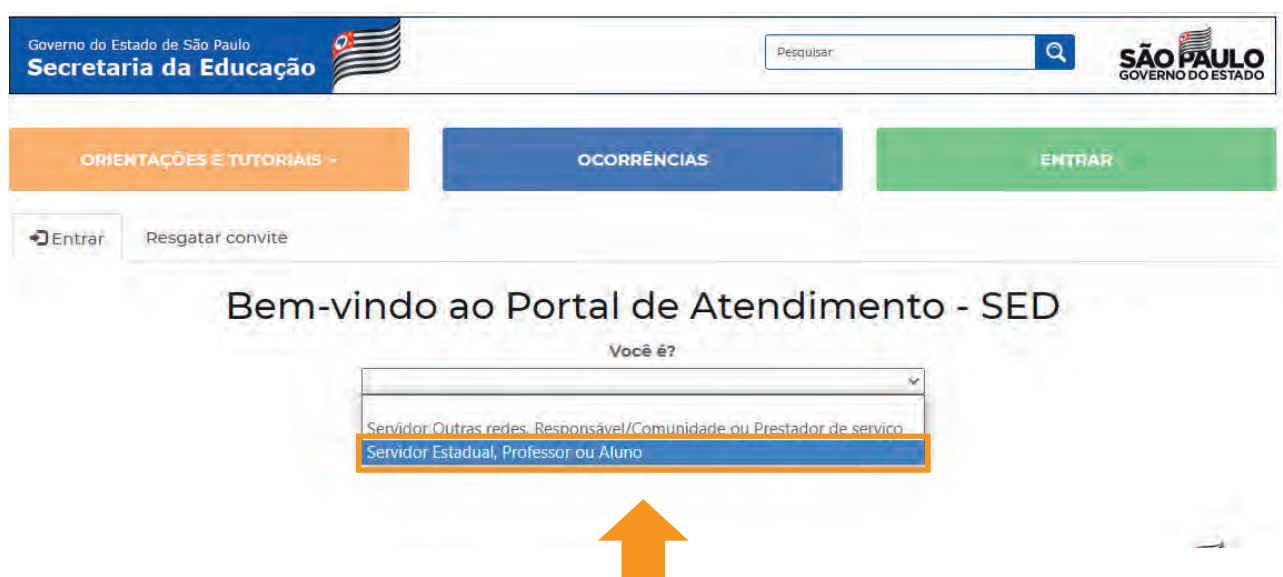 Governo do Estado de São Paulo
Secretaria da Educação
Pesquisar
SÃO PAULO
GOVERNO DO ESTADO
ORIENTAÇÕES E TUTORIAIS
OCORRÊNCIAS
ENTRAR
Entrar
Resgatar convite
Bem-vindo ao Portal de Atendimento - SED
Você é?
Servidor Outras redes, Responsável/Comunidade ou Prestador de serviço
Servidor Estadual, Professor ou Aluno